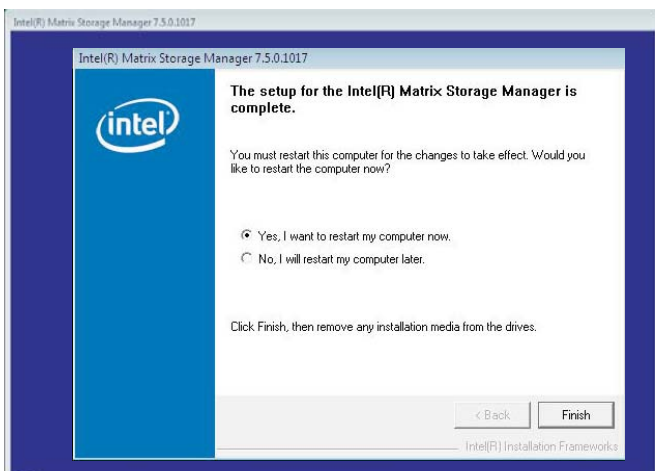 Intel(R) Matrix Storage Manager 7.5.0.1017
Intel(R) Matrix Storage Manager 7.5.0.1017
intel
The setup for the Intel(R) Matrix Storage Manager is
complete.
You must restart this computer for the changes to take effect. Would you
like to restart the computer now?
Yes, I want to restart my computer now.
No, I will restart my computer later.
Click Finish, then remove any installation media from the drives.
< Back
Finish
Intel(R) Installation Frameworks